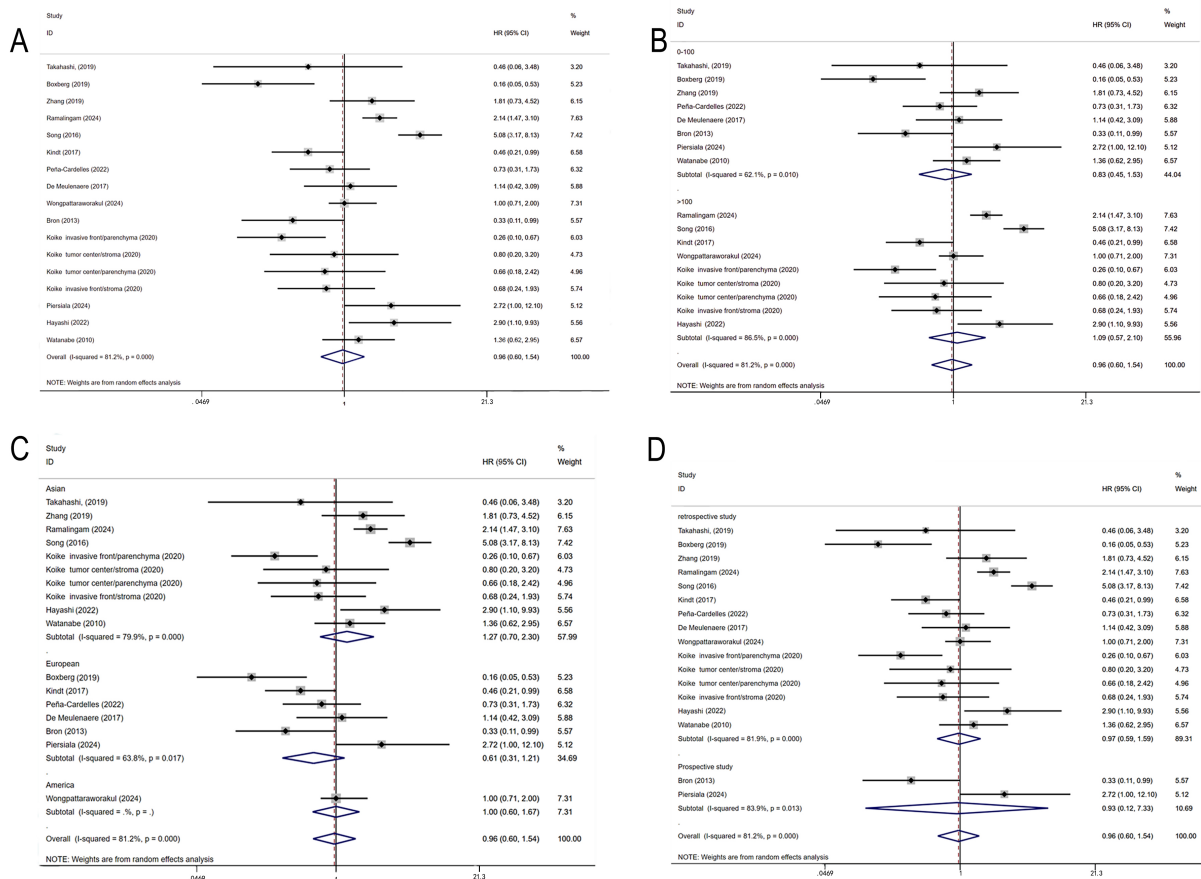 A
Study %
ID HR (95% CI) Weight
Takahashi, (2019) 0.46 (0.06, 3.48) 3.20
Boxberg (2019) 0.16 (0.05, 0.53) 5.23
Zhang (2019) 1.81 (0.73, 4.52) 6.15
Ramalingam (2024) 2.14 (1.47, 3.10) 7.63
Song (2016) 5.08 (3.17, 8.13) 7.42
Kindt (2017) 0.46 (0.21, 0.99) 6.58
Peña-Cardelles (2022) 0.73 (0.31, 1.73) 6.32
De Meulenaere (2017) 1.14 (0.42, 3.09) 5.88
Wongpattaraworakul (2024) 1.00 (0.71, 2.00) 7.31
Bron (2013) 0.33 (0.11, 0.99) 5.57
Koike invasive front/parenchyma (2020) 0.26 (0.10, 0.67) 6.03
Koike tumor center/stroma (2020) 0.80 (0.20, 3.20) 4.73
Koike tumor center/parenchyma (2020) 0.66 (0.18, 2.42) 4.96
Koike invasive front/stroma (2020) 0.68 (0.24, 1.93) 5.74
Piersiala (2024) 2.72 (1.00, 12.10) 5.12
Hayashi (2022) 2.90 (1.10, 9.93) 5.56
Watanabe (2010) 1.36 (0.62, 2.95) 6.57
Overall (I-squared = 81.2%, p = 0.000) 0.96 (0.60, 1.54) 100.00
NOTE: Weights are from random effects analysis
.0469 1 21.3
B
Study %
ID HR (95% CI) Weight
0-100
Takahashi, (2019) 0.46 (0.06, 3.48) 3.20
Boxberg (2019) 0.16 (0.05, 0.53) 5.23
Zhang (2019) 1.81 (0.73, 4.52) 6.15
Peña-Cardelles (2022) 0.73 (0.31, 1.73) 6.32
De Meulenaere (2017) 1.14 (0.42, 3.09) 5.88
Bron (2013) 0.33 (0.11, 0.99) 5.57
Piersiala (2024) 2.72 (1.00, 12.10) 5.12
Watanabe (2010) 1.36 (0.62, 2.95) 6.57
Subtotal (I-squared = 62.1%, p = 0.010) 0.83 (0.45, 1.53) 44.04
.
>100
Ramalingam (2024) 2.14 (1.47, 3.10) 7.63
Song (2016) 5.08 (3.17, 8.13) 7.42
Kindt (2017) 0.46 (0.21, 0.99) 6.58
Wongpattaraworakul (2024) 1.00 (0.71, 2.00) 7.31
Koike invasive front/parenchyma (2020) 0.26 (0.10, 0.67) 6.03
Koike tumor center/stroma (2020) 0.80 (0.20, 3.20) 4.73
Koike tumor center/parenchyma (2020) 0.66 (0.18, 2.42) 4.96
Koike invasive front/stroma (2020) 0.68 (0.24, 1.93) 5.74
Hayashi (2022) 2.90 (1.10, 9.93) 5.56
Subtotal (I-squared = 86.5%, p = 0.000) 1.09 (0.57, 2.10) 55.96
.
Overall (I-squared = 81.2%, p = 0.000) 0.96 (0.60, 1.54) 100.00
NOTE: Weights are from random effects analysis
.0469 1 21.3
C
Study %
ID HR (95% CI) Weight
Asian
Takahashi, (2019) 0.46 (0.06, 3.48) 3.20
Zhang (2019) 1.81 (0.73, 4.52) 6.15
Ramalingam (2024) 2.14 (1.47, 3.10) 7.63
Song (2016) 5.08 (3.17, 8.13) 7.42
Koike invasive front/parenchyma (2020) 0.26 (0.10, 0.67) 6.03
Koike tumor center/stroma (2020) 0.80 (0.20, 3.20) 4.73
Koike tumor center/parenchyma (2020) 0.66 (0.18, 2.42) 4.96
Koike invasive front/stroma (2020) 0.68 (0.24, 1.93) 5.74
Hayashi (2022) 2.90 (1.10, 9.93) 5.56
Watanabe (2010) 1.36 (0.62, 2.95) 6.57
Subtotal (I-squared = 79.9%, p = 0.000) 1.27 (0.70, 2.30) 57.99
.
European
Boxberg (2019) 0.16 (0.05, 0.53) 5.23
Kindt (2017) 0.46 (0.21, 0.99) 6.58
Peña-Cardelles (2022) 0.73 (0.31, 1.73) 6.32
De Meulenaere (2017) 1.14 (0.42, 3.09) 5.88
Bron (2013) 0.33 (0.11, 0.99) 5.57
Piersiala (2024) 2.72 (1.00, 12.10) 5.12
Subtotal (I-squared = 63.8%, p = 0.017) 0.61 (0.31, 1.21) 34.69
.
America
Wongpattaraworakul (2024) 1.00 (0.71, 2.00) 7.31
Subtotal (I-squared = .%, p = .) 1.00 (0.60, 1.67) 7.31
.
Overall (I-squared = 81.2%, p = 0.000) 0.96 (0.60, 1.54) 100.00
NOTE: Weights are from random effects analysis
1 21.3
D
Study %
ID HR (95% CI) Weight
retrospective study
Takahashi, (2019) 0.46 (0.06, 3.48) 3.20
Boxberg (2019) 0.16 (0.05, 0.53) 5.23
Zhang (2019) 1.81 (0.73, 4.52) 6.15
Ramalingam (2024) 2.14 (1.47, 3.10) 7.63
Song (2016) 5.08 (3.17, 8.13) 7.42
Kindt (2017) 0.46 (0.21, 0.99) 6.58
Peña-Cardelles (2022) 0.73 (0.31, 1.73) 6.32
De Meulenaere (2017) 1.14 (0.42, 3.09) 5.88
Wongpattaraworakul (2024) 1.00 (0.71, 2.00) 7.31
Koike invasive front/parenchyma (2020) 0.26 (0.10, 0.67) 6.03
Koike tumor center/stroma (2020) 0.80 (0.20, 3.20) 4.73
Koike tumor center/parenchyma (2020) 0.66 (0.18, 2.42) 4.96
Koike invasive front/stroma (2020) 0.68 (0.24, 1.93) 5.74
Hayashi (2022) 2.90 (1.10, 9.93) 5.56
Watanabe (2010) 1.36 (0.62, 2.95) 6.57
Subtotal (I-squared = 81.9%, p = 0.000) 0.97 (0.59, 1.59) 89.31
.
Prospective study
Bron (2013) 0.33 (0.11, 0.99) 5.57
Piersiala (2024) 2.72 (1.00, 12.10) 5.12
Subtotal (I-squared = 83.9%, p = 0.013) 0.93 (0.12, 7.33) 10.69
.
Overall (I-squared = 81.2%, p = 0.000) 0.96 (0.60, 1.54) 100.00
NOTE: Weights are from random effects analysis
.0469 1 21.3